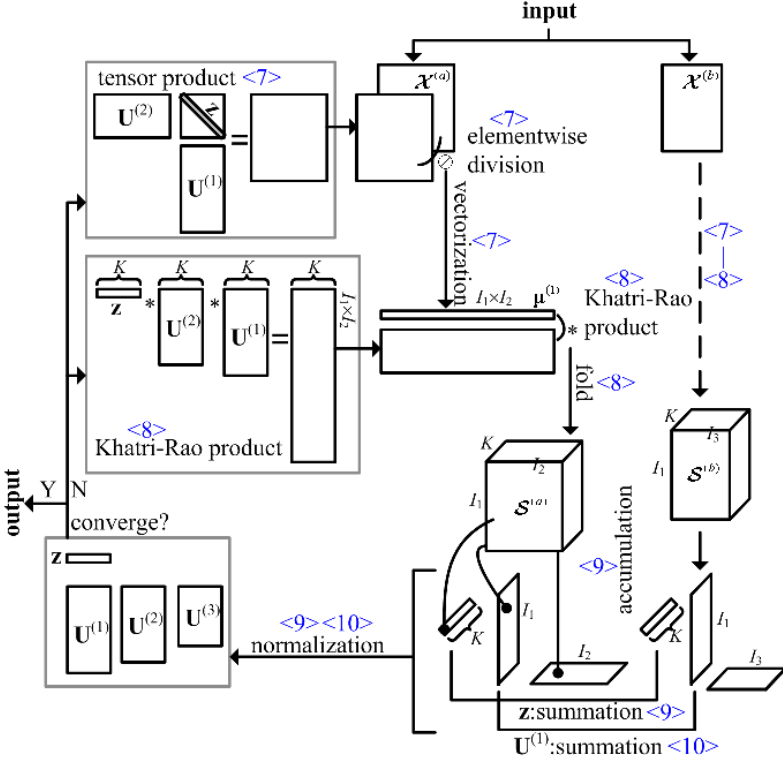 input
tensor product <7>
U(2)
z
=
U(1)
X(a)
X(b)
<7>
elementwise
division
vectorization
<7>
<7>
<8>
K
K
K
K
z
*
U(2)
*
U(1)
=
I1×I2
<8>
Khatri-Rao product
I1×I2
μ(1)
*
<8>
Khatri-Rao
product
fold
<8>
K
I2
I1
S(a)
K
I3
I1
S(b)
<9>
accumulation
output
Y
N
converge?
z
U(1)
U(2)
U(3)
<9><10>
normalization
K
I1
I2
K
I1
I3
z:summation <9>
U(1):summation <10>